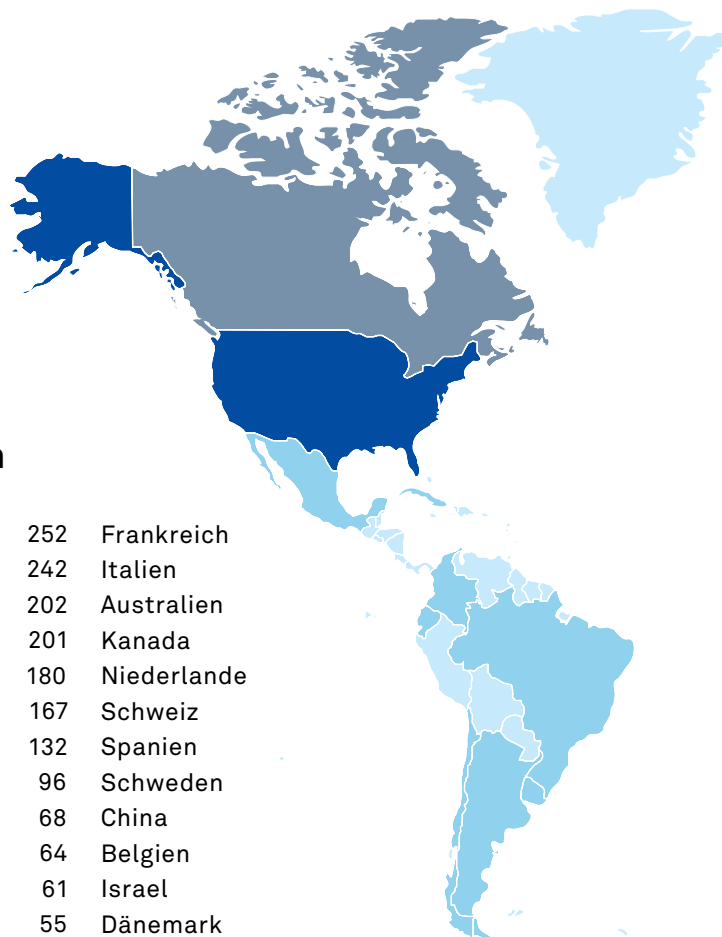 n
252 Frankreich
242 Italien
202 Australien
201 Kanada
180 Niederlande
167 Schweiz
132 Spanien
96 Schweden
68 China
64 Belgien
61 Israel
55 Dänemark